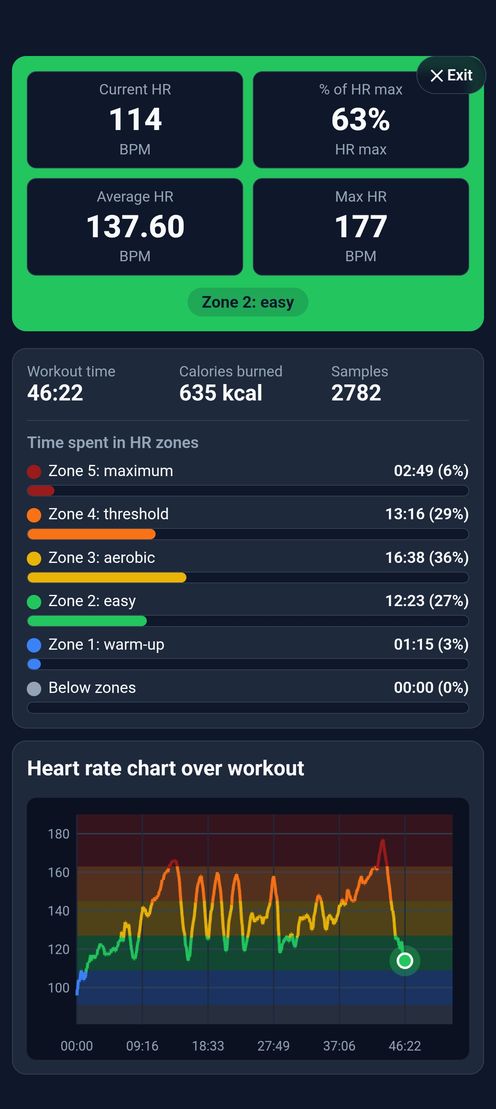 Exit
Current HR
114
BPM
% of HR max
63%
HR max
Average HR
137.60
BPM
Max HR
177
BPM
Zone 2: easy
Workout time
46:22
Calories burned
635 kcal
Samples
2782
Time spent in HR zones
Zone 5: maximum 02:49 (6%)
Zone 4: threshold 13:16 (29%)
Zone 3: aerobic 16:38 (36%)
Zone 2: easy 12:23 (27%)
Zone 1: warm-up 01:15 (3%)
Below zones 00:00 (0%)
Heart rate chart over workout
180
160
140
120
100
00:00 09:16 18:33 27:49 37:06 46:22